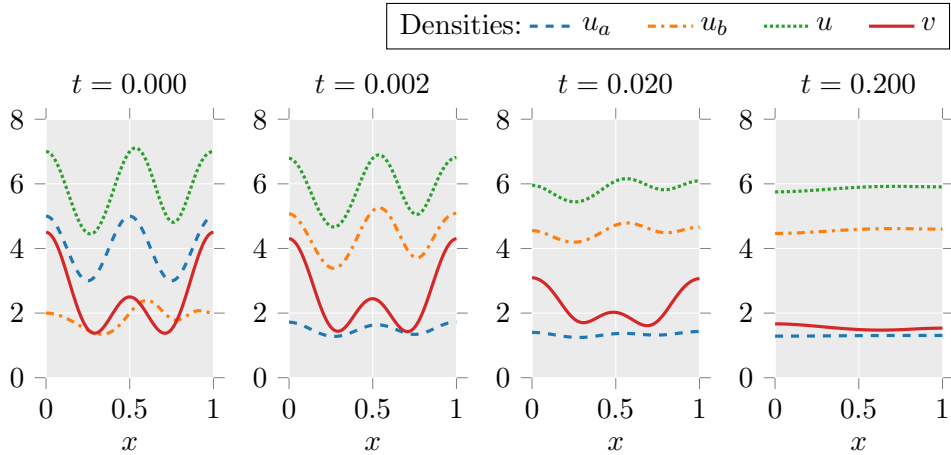 Densities: u_a u_b u v
t = 0.000 t = 0.002 t = 0.020 t = 0.200
8 8 8 8
6 6 6 6
4 4 4 4
2 2 2 2
0 0 0 0
0 0.5 1 0 0.5 1 0 0.5 1 0 0.5 1
x x x x